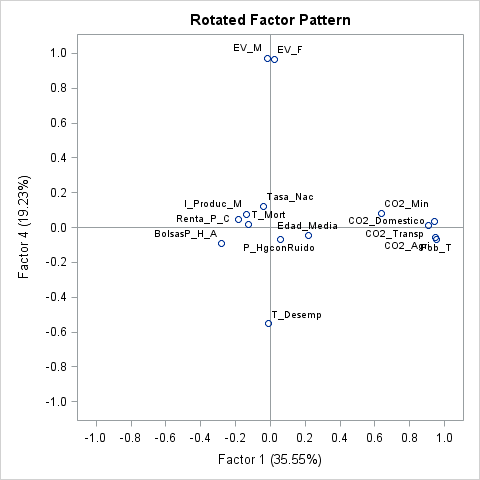 Rotated Factor Pattern
EV_M
EV_F
1.0
0.8
0.6
0.4
0.2
0.0
-0.2
-0.4
-0.6
-0.8
-1.0
Factor 4 (19.23%)
Tasa_Nac
I_Produc_M
CO2_Min
T_Mort
Renta_P_C
CO2_Domestico
Edad_Media
BolsasP_H_A
CO2_Transp
P_HgconRuido
Pob_T
T_Desemp
-1.0 -0.8 -0.6 -0.4 -0.2 0.0 0.2 0.4 0.6 0.8 1.0
Factor 1 (35.55%)